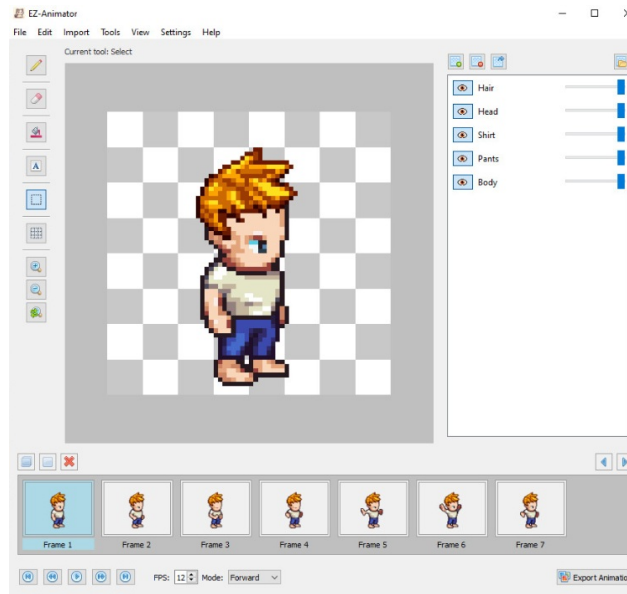 EZ-Animator
File Edit Import Tools View Settings Help
Current tool: Select
A
Hair
Head
Shirt
Pants
Body
Frame 1 Frame 2 Frame 3 Frame 4 Frame 5 Frame 6 Frame 7
FPS: 12 Mode: Forward Export Animatio